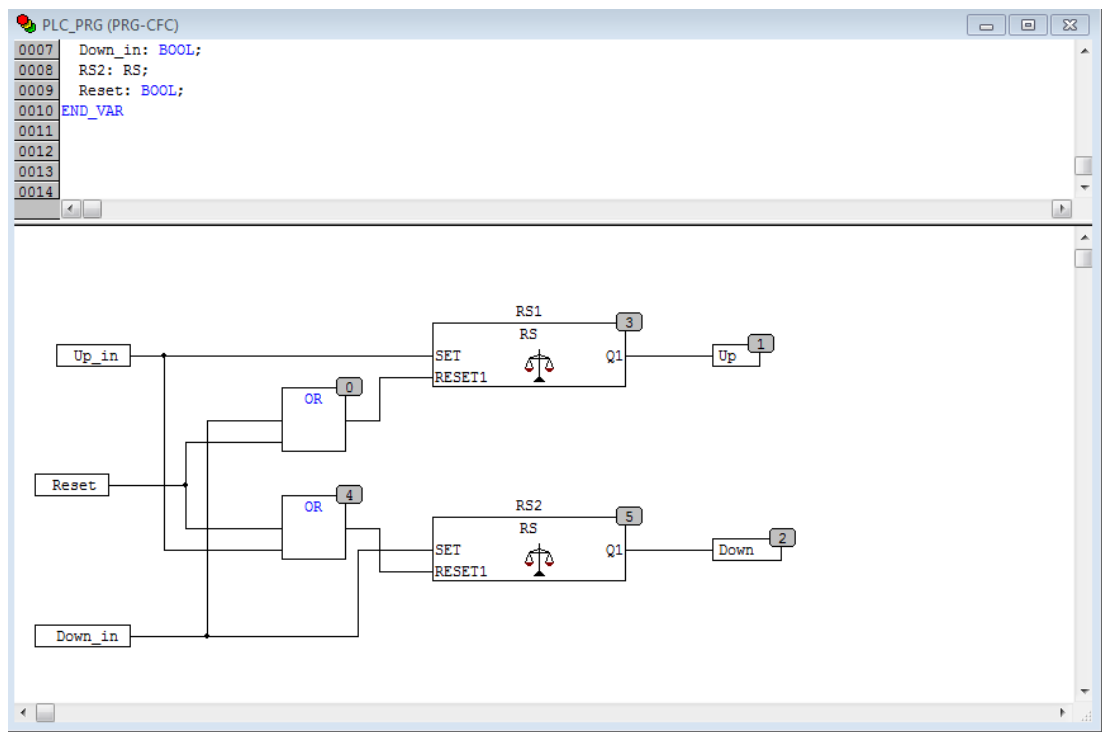 PLC_PRG (PRG-CFC)
0007 Down_in: BOOL;
0008 RS2: RS;
0009 Reset: BOOL;
0010 END_VAR
0011
0012
0013
0014
RS1
3
RS
Up_in
SET
Q1
Up
1
RESET1
0
OR
Reset
4
OR
RS2
5
RS
SET
Q1
Down
2
RESET1
Down_in